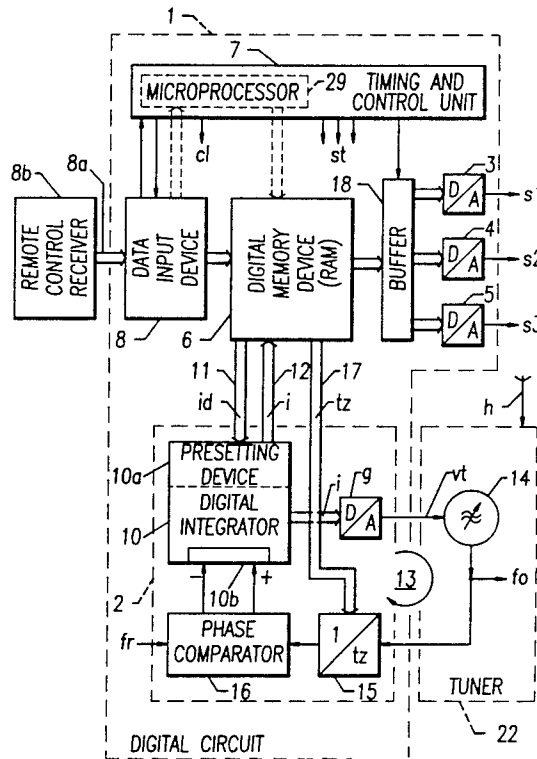 1
7
MICROPROCESSOR
29
TIMING AND
CONTROL UNIT
cl
st
8b
8a
18
REMOTE
CONTROL
RECEIVER
DATA
INPUT
DEVICE
DIGITAL
MEMORY
DEVICE
(RAM)
BUFFER
D
A
3
s1
D
A
4
s2
D
A
5
s3
8
6
11
12
17
id
i
tz
h
10a
PRESETTING
DEVICE
10
DIGITAL
INTEGRATOR
i
g
D
A
vt
14
13
fo
2
-
+
10b
fr
PHASE
COMPARATOR
16
1
tz
15
TUNER
22
DIGITAL CIRCUIT